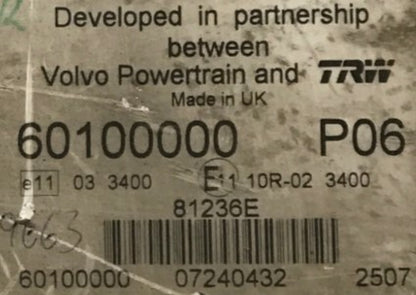 Developed in partnership
between
Volvo Powertrain and TRW
Made in UK
60100000 P06
e11 03 3400 E11 10R-02 3400
81236E
60100000 07240432 2507